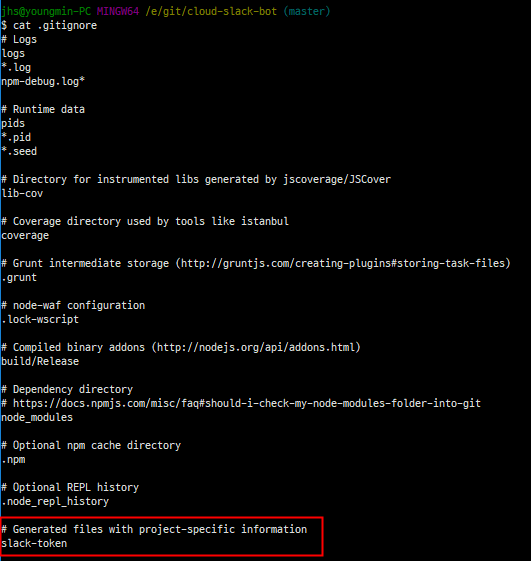 jhs@youngmin-PC MINGW64 /e/git/cloud-slack-bot (master)
$ cat .gitignore
# Logs
logs
*.log
npm-debug.log*
# Runtime data
pids
*.pid
*.seed
# Directory for instrumented libs generated by jscoverage/JSCover
lib-cov
# Coverage directory used by tools like istanbul
coverage
# Grunt intermediate storage (http://gruntjs.com/creating-plugins#storing-task-files)
.grunt
# node-waf configuration
.lock-wscript
# Compiled binary addons (http://nodejs.org/api/addons.html)
build/Release
# Dependency directory
# https://docs.npmjs.com/misc/faq#should-i-check-my-node-modules-folder-into-git
node_modules
# Optional npm cache directory
.npm
# Optional REPL history
.node_repl_history
# Generated files with project-specific information
slack-token